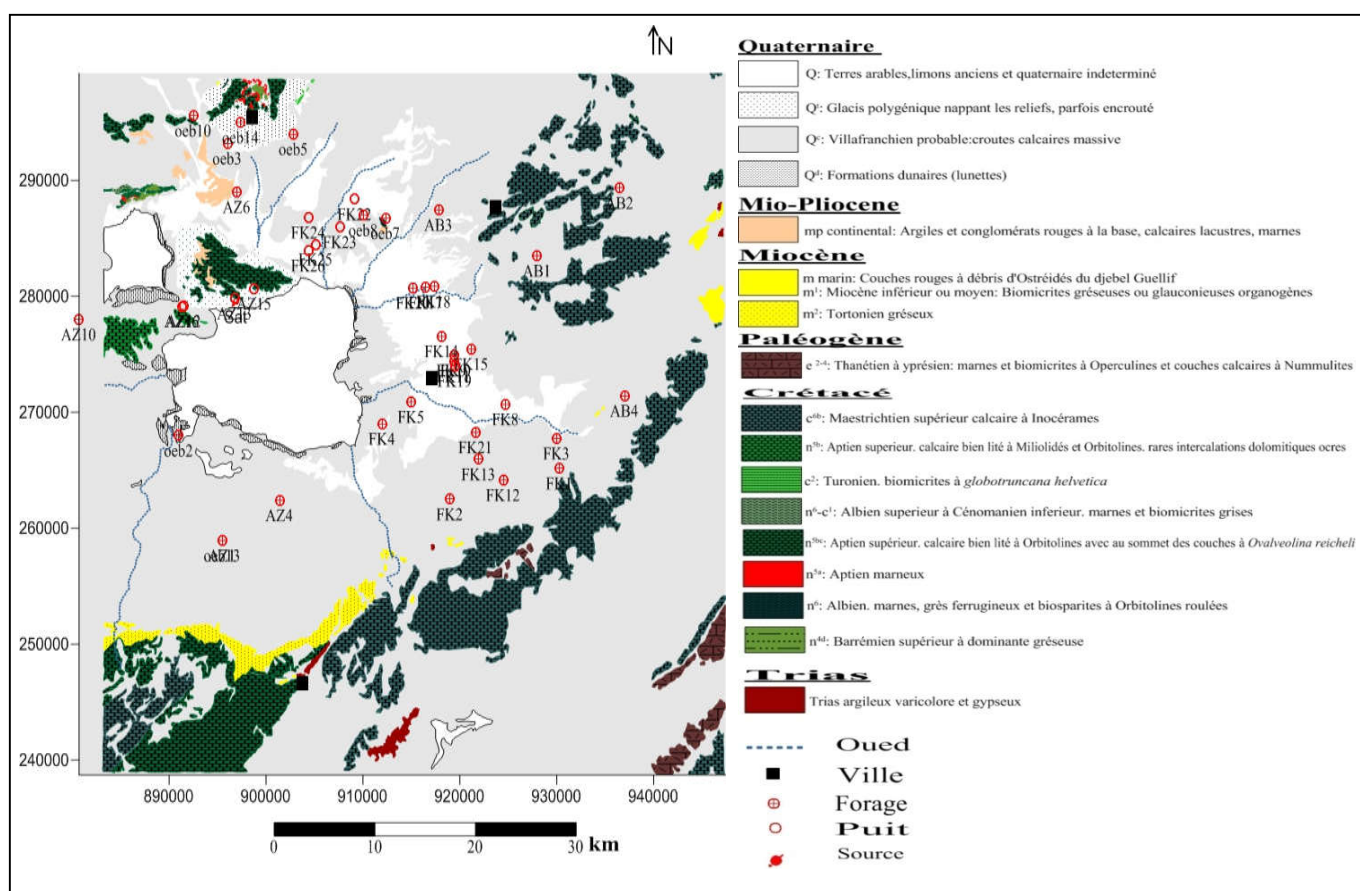 N
290000
280000
270000
260000
250000
240000
890000
900000
910000
920000
930000
940000
0
10
20
30 km
oeb10
oeb14
oeb3
oeb5
AZ6
FK22
FK24
oeb8
oeb7
FK23
FK25
FK26
AB3
AB2
AB1
AZ15
AZ10
FK14
FK15
FK19
AB4
FK5
FK8
FK4
FK21
FK3
FK13
FK1
FK12
FK2
oeb2
AZ4
Quaternaire
Q: Terres arables,limons anciens et quaternaire indeterminé
Qᵗ: Glacis polygénique nappant les reliefs, parfois encrouté
Qᶜ: Villafranchien probable:croutes calcaires massive
Qᵈ: Formations dunaires (lunettes)
Mio-Pliocene
mp continental: Argiles et conglomérats rouges à la base, calcaires lacustres, marnes
Miocène
m marin: Couches rouges à débris d'Ostréidés du djebel Guellif
m¹: Miocène inférieur ou moyen: Biomicrites gréseuses ou glauconieuses organogènes
m²: Tortonien gréseux
Paléogène
e ²⁻⁴: Thanétien à yprésien: marnes et biomicrites à Operculines et couches calcaires à Nummulites
Crétacé
c⁶ᵇ: Maestrichtien supérieur calcaire à Inocérames
n⁵ᵇ: Aptien superieur. calcaire bien lité à Miliolidés et Orbitolines. rares intercalations dolomitiques ocres
c²: Turonien. biomicrites à globotruncana helvetica
n⁶-c¹: Albien superieur à Cénomanien inferieur. marnes et biomicrites grises
n⁵ᵇᶜ: Aptien supérieur. calcaire bien lité à Orbitolines avec au sommet des couches à Ovalveolina reicheli
n⁵ᵃ: Aptien marneux
n⁶: Albien. marnes, grès ferrugineux et biosparites à Orbitolines roulées
n⁴ᵈ: Barrémien supérieur à dominante gréseuse
Trias
Trias argileux varicolore et gypseux
Oued
Ville
Forage
Puit
Source